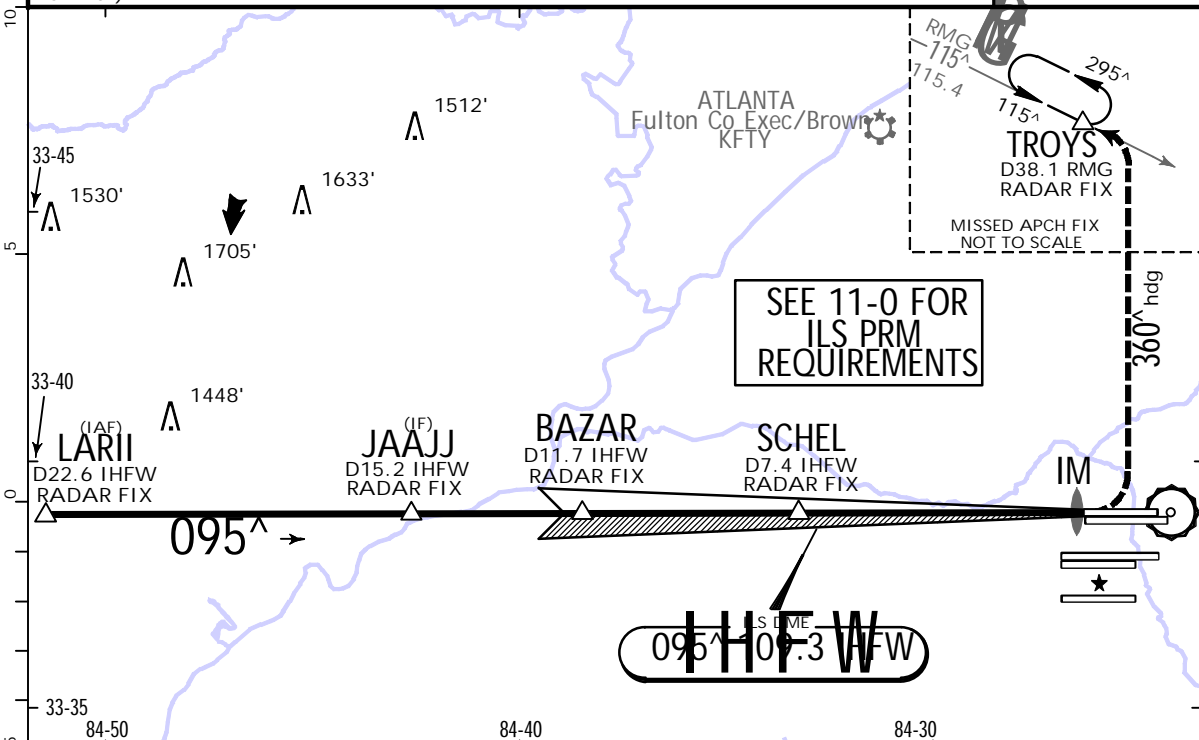 10
RMG
115^
115.4
295^
115^
ATLANTA
Fulton Co Exec/Brown
KFTY
1512'
TROYS
D38.1 RMG
RADAR FIX
33-45
1530'
1633'
MISSED APCH FIX
NOT TO SCALE
5
1705'
SEE 11-0 FOR
ILS PRM
REQUIREMENTS
360^ hdg
33-40
1448'
(IAF)
LARII
D22.6 IHFW
RADAR FIX
(IF)
JAAJJ
D15.2 IHFW
RADAR FIX
BAZAR
D11.7 IHFW
RADAR FIX
SCHEL
D7.4 IHFW
RADAR FIX
IM
0
095^
ILS DME
095^ 109.3 IHFW
IHFW
33-35
84-50
84-40
84-30